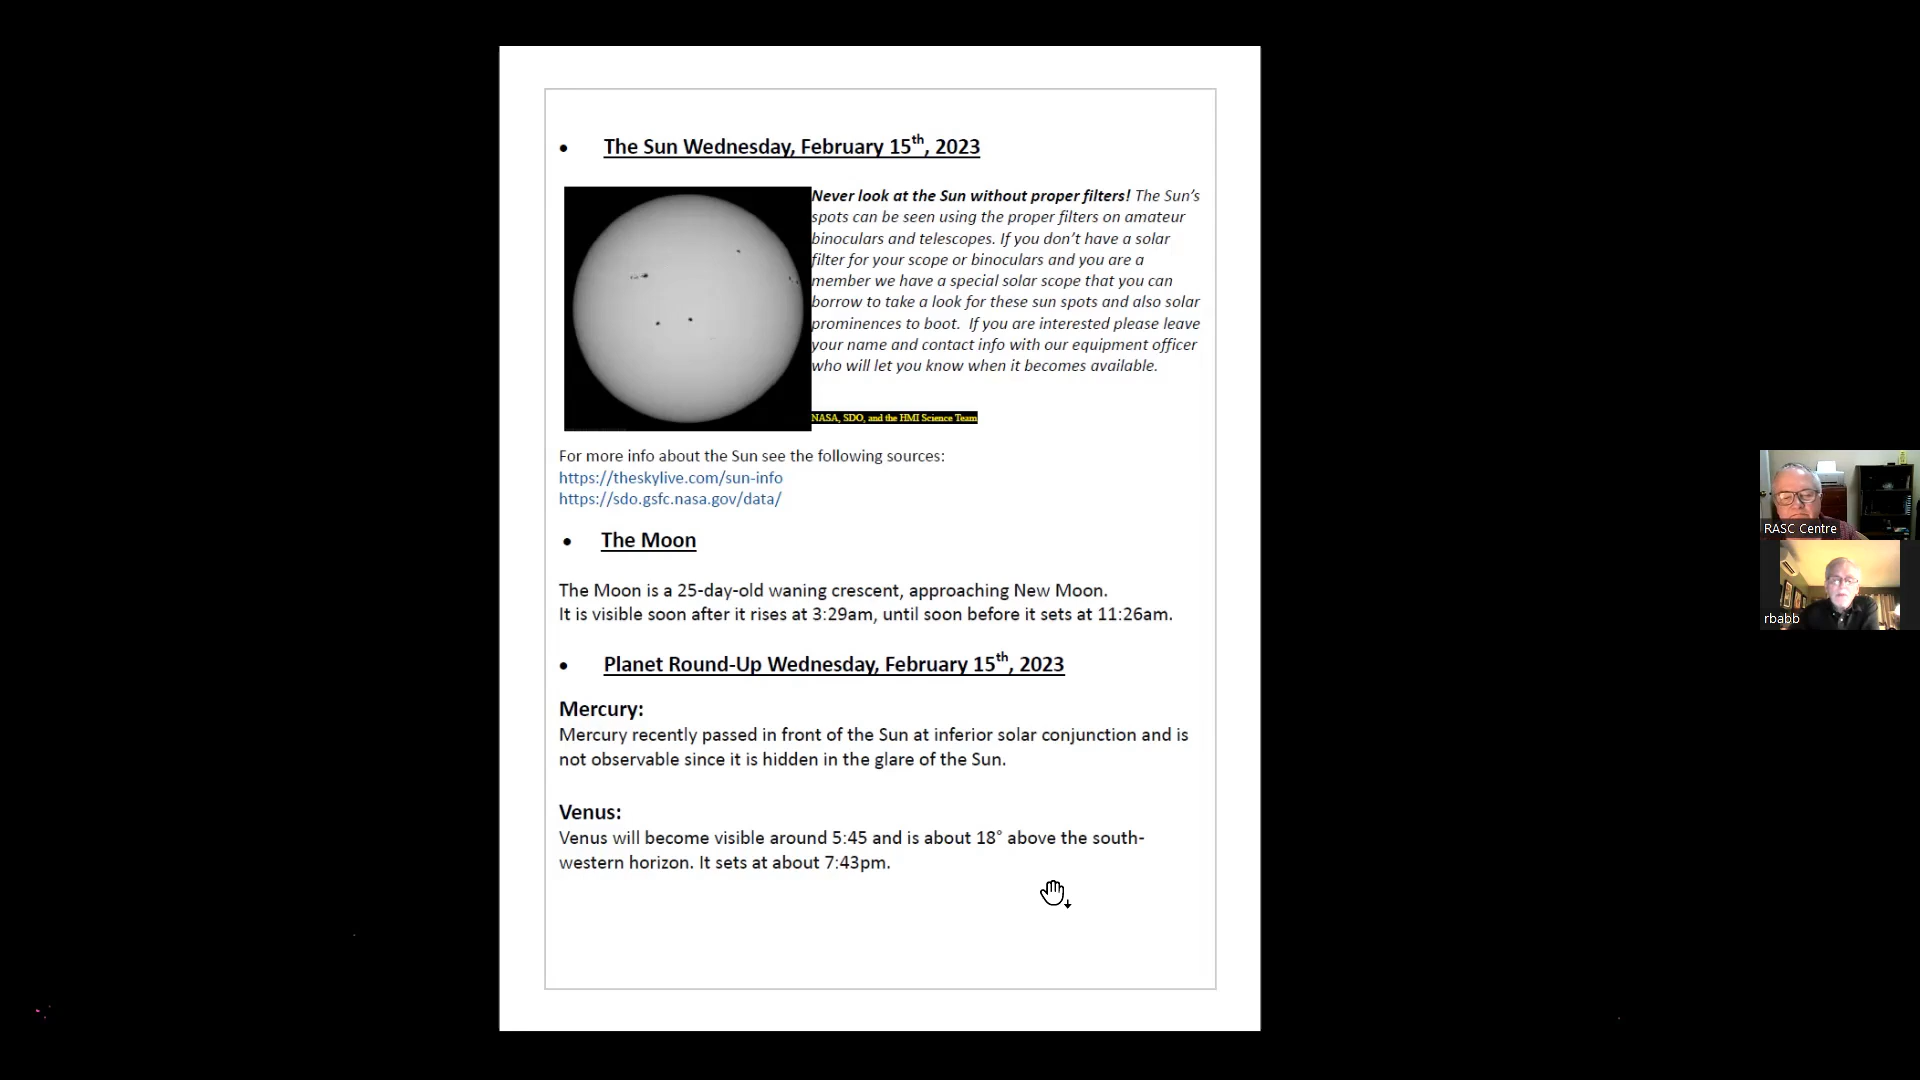 • The Sun Wednesday, February 15th, 2023
Never look at the Sun without proper filters! The Sun’s
spots can be seen using the proper filters on amateur
binoculars and telescopes. If you don’t have a solar
filter for your scope or binoculars and you are a
member we have a special solar scope that you can
borrow to take a look for these sun spots and also solar
prominences to boot.  If you are interested please leave
your name and contact info with our equipment officer
who will let you know when it becomes available.
NASA, SDO, and the HMI Science Team
For more info about the Sun see the following sources:
https://theskylive.com/sun-info
https://sdo.gsfc.nasa.gov/data/
• The Moon
The Moon is a 25-day-old waning crescent, approaching New Moon.
It is visible soon after it rises at 3:29am, until soon before it sets at 11:26am.
• Planet Round-Up Wednesday, February 15th, 2023
Mercury:
Mercury recently passed in front of the Sun at inferior solar conjunction and is
not observable since it is hidden in the glare of the Sun.
Venus:
Venus will become visible around 5:45 and is about 18° above the south-
western horizon. It sets at about 7:43pm.
RASC Centre
rbabb